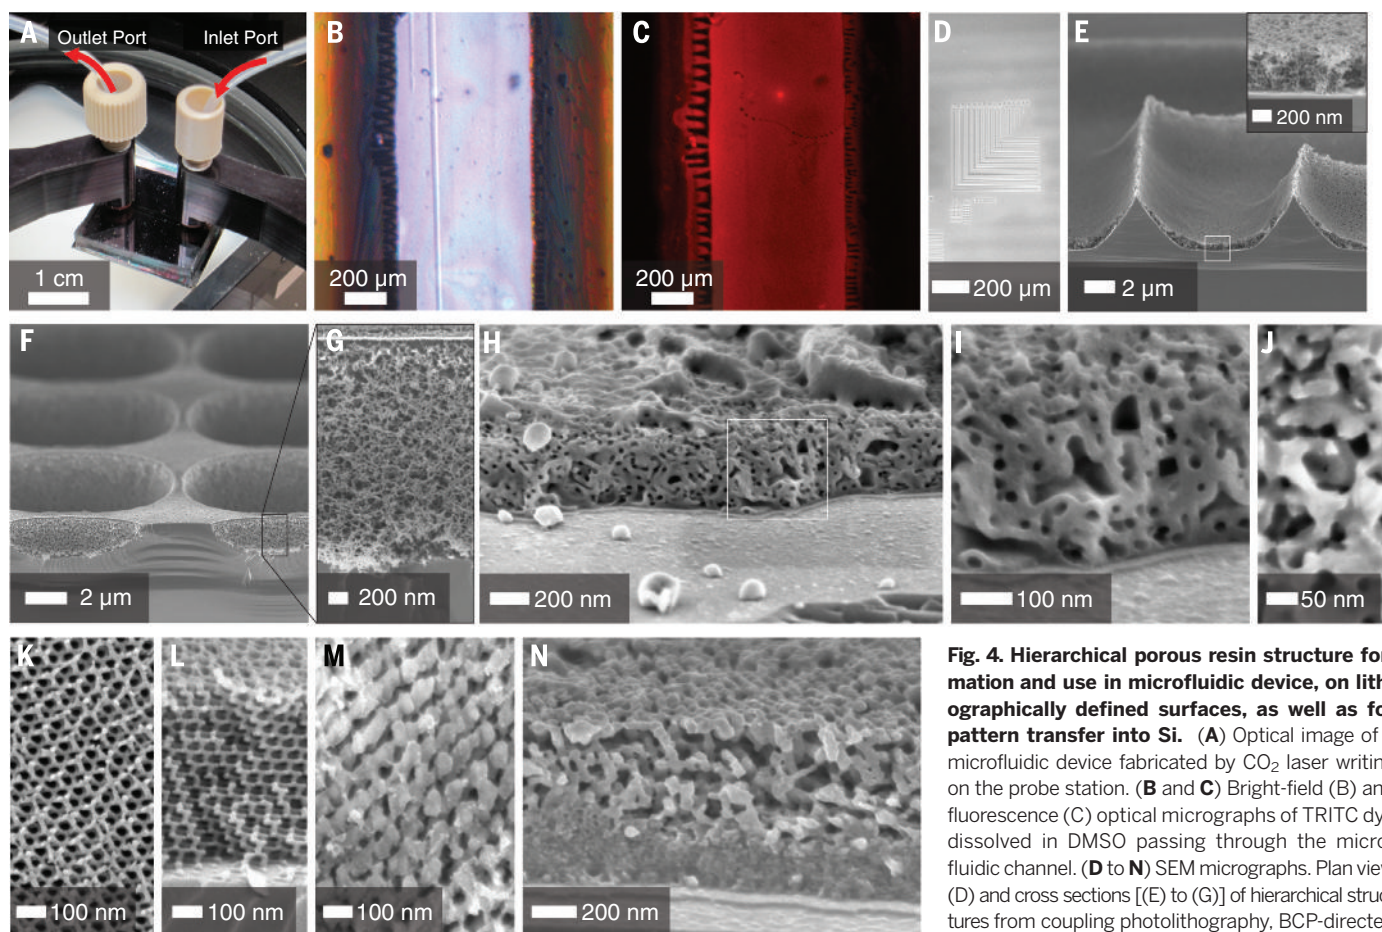 A
Outlet Port
Inlet Port
1 cm
B
200 µm
C
200 µm
D
200 µm
E
200 nm
2 µm
F
2 µm
G
200 nm
H
200 nm
I
100 nm
J
50 nm
K
100 nm
L
100 nm
M
100 nm
N
200 nm
Fig. 4. Hierarchical porous resin structure for
mation and use in microfluidic device, on lith
ographically defined surfaces, as well as fo
pattern transfer into Si. (A) Optical image of
microfluidic device fabricated by CO₂ laser writin
on the probe station. (B and C) Bright-field (B) an
fluorescence (C) optical micrographs of TRITC dy
dissolved in DMSO passing through the micro
fluidic channel. (D to N) SEM micrographs. Plan view
(D) and cross sections [(E) to (G)] of hierarchical struc
tures from coupling photolithography, BCP-directe